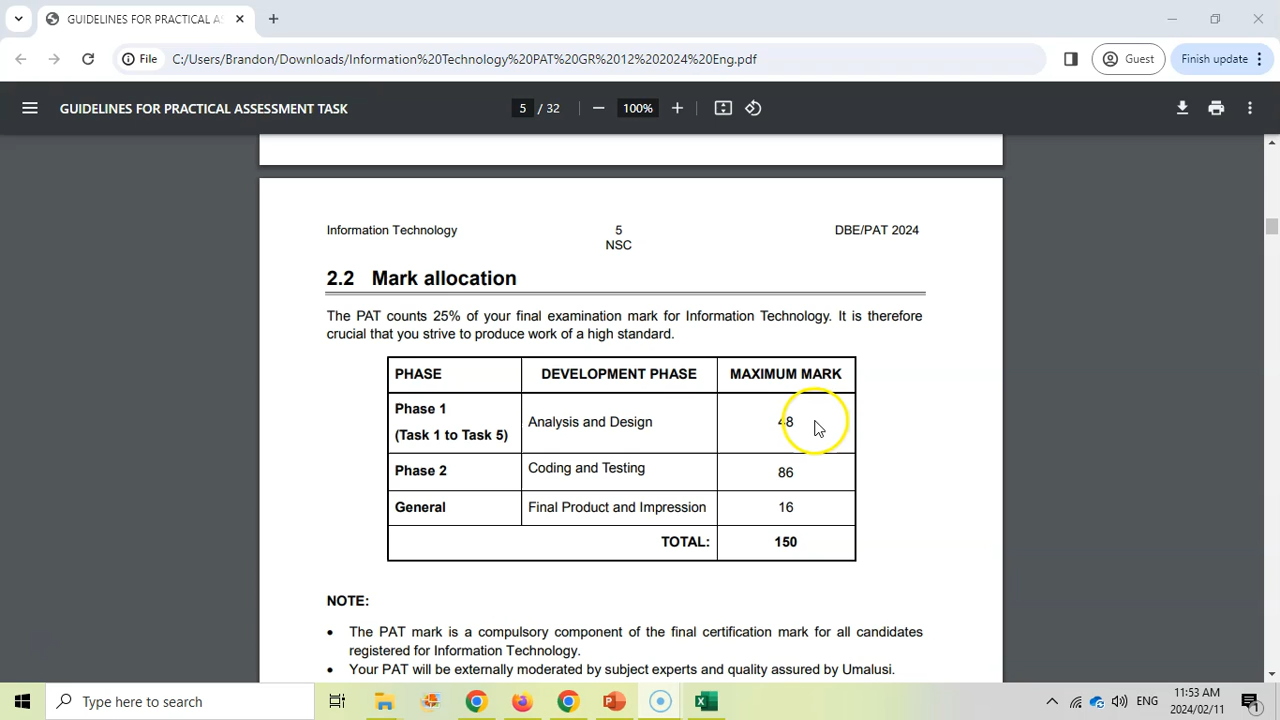 GUIDELINES FOR PRACTICAL AS
File
C:/Users/Brandon/Downloads/Information%20Technology%20PAT%20GR%2012%202024%20Eng.pdf
Guest
Finish update
GUIDELINES FOR PRACTICAL ASSESSMENT TASK
5 / 32
100%
Information Technology
5
NSC
DBE/PAT 2024
2.2 Mark allocation
The PAT counts 25% of your final examination mark for Information Technology. It is therefore
crucial that you strive to produce work of a high standard.
PHASE DEVELOPMENT PHASE MAXIMUM MARK
Phase 1
(Task 1 to Task 5)
Analysis and Design
48
Phase 2 Coding and Testing 86
General Final Product and Impression 16
TOTAL: 150
NOTE:
• The PAT mark is a compulsory component of the final certification mark for all candidates
registered for Information Technology.
• Your PAT will be externally moderated by subject experts and quality assured by Umalusi.
Type here to search
ENG
11:53 AM
2024/02/11
1